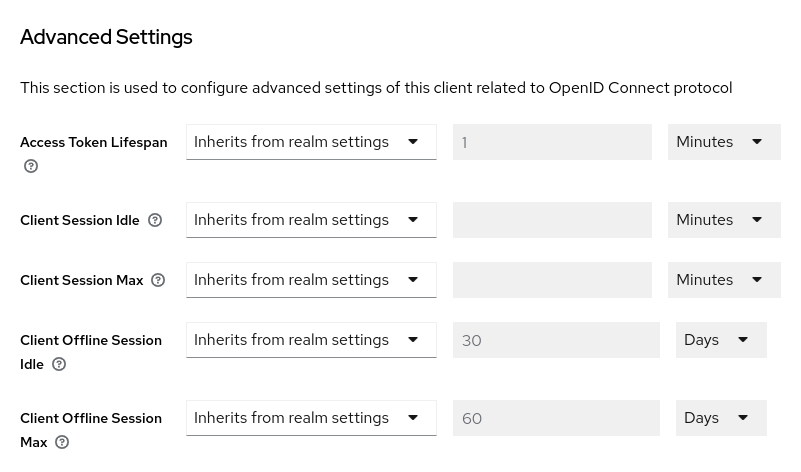 Advanced Settings
This section is used to configure advanced settings of this client related to OpenID Connect protocol
Access Token Lifespan Inherits from realm settings 1 Minutes
?
Client Session Idle ? Inherits from realm settings Minutes
Client Session Max ? Inherits from realm settings Minutes
Client Offline Session Inherits from realm settings 30 Days
Idle ?
Client Offline Session Inherits from realm settings 60 Days
Max ?